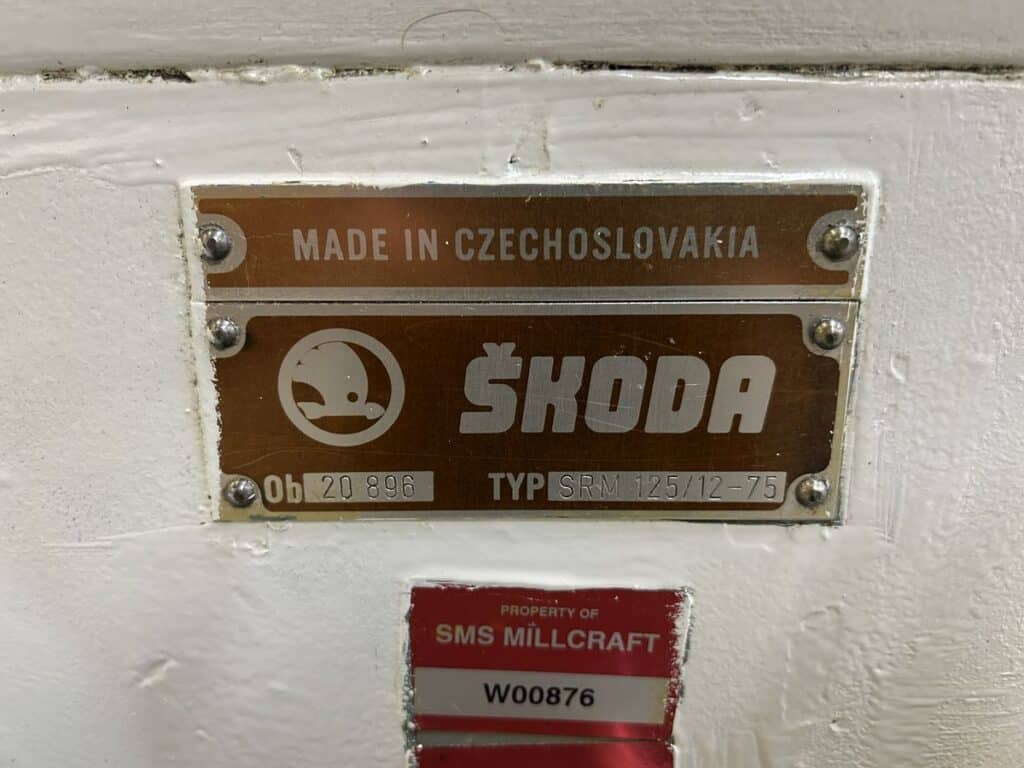 MADE IN CZECHOSLOVAKIA
ŠKODA
Ob 20 896 TYP SRM 125/12-75
PROPERTY OF
SMS MILLCRAFT
W00876